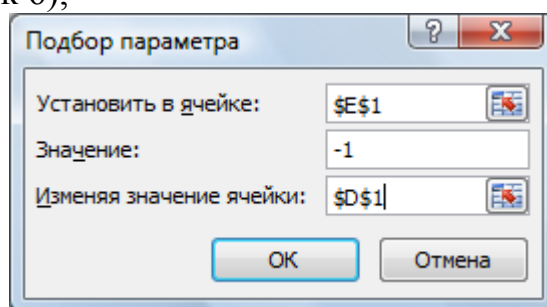 к 6);
Подбор параметра
Установить в ячейке: $E$1
Значение: -1
Изменяя значение ячейки: $D$1
ОК Отмена